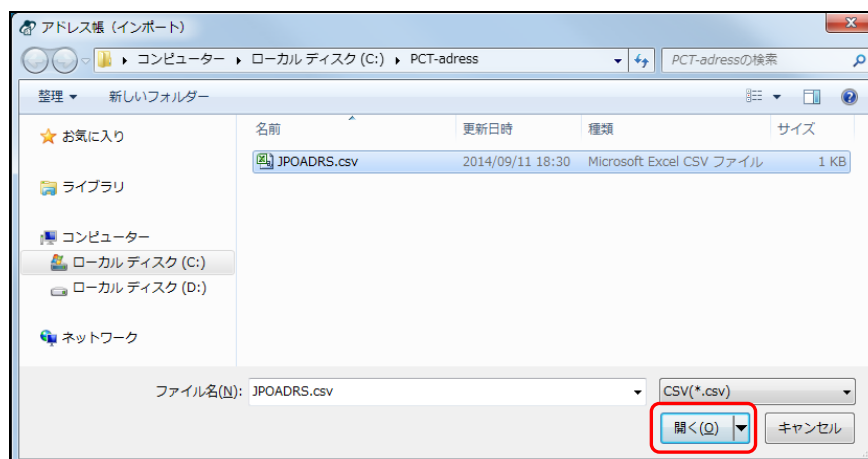 アドレス帳（インポート）
コンピューター ローカル ディスク (C:) PCT-adress PCT-adressの検索
整理 新しいフォルダー
お気に入り
ライブラリ
コンピューター
ローカル ディスク (C:)
ローカル ディスク (D:)
ネットワーク
名前 更新日時 種類 サイズ
JPOADRS.csv 2014/09/11 18:30 Microsoft Excel CSV ファイル 1 KB
ファイル名(N): JPOADRS.csv CSV(*.csv)
開く(O) キャンセル